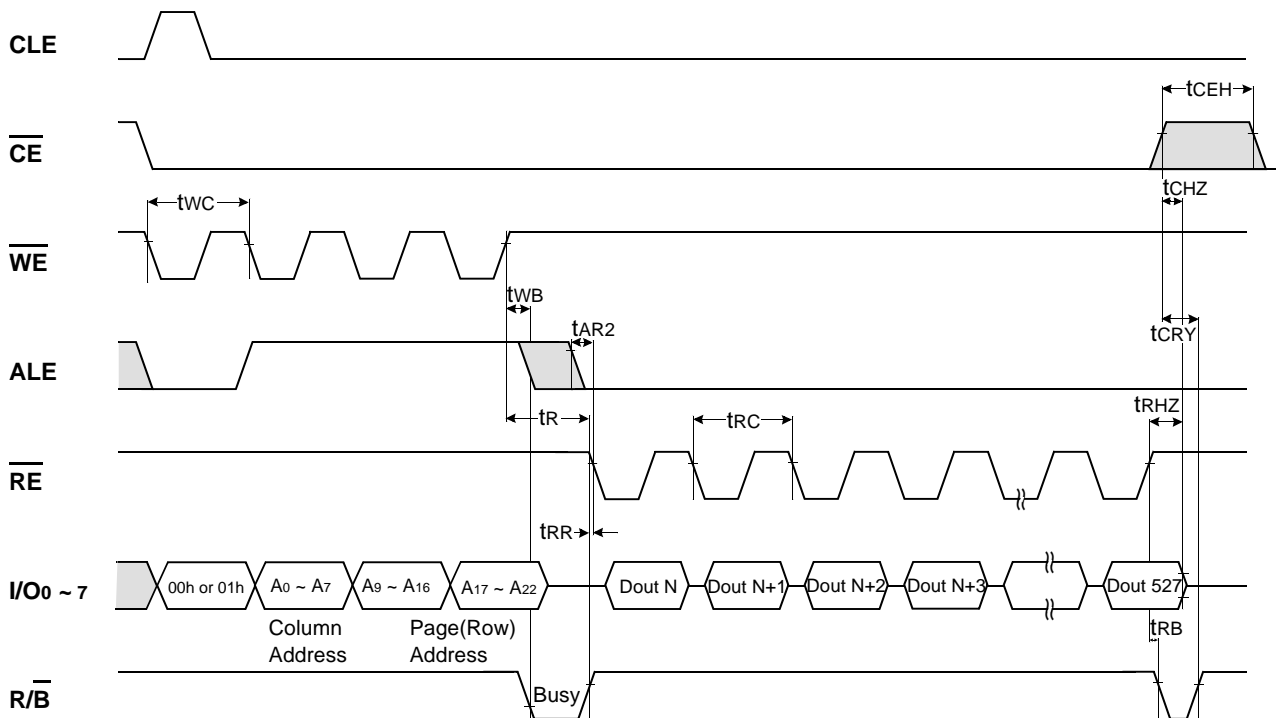 CLE
tCEH
CE
tCHZ
tWC
WE
tWB
tAR2
tCRY
ALE
tR
tRC
tRHZ
RE
tRR
I/O0 ~ 7
00h or 01h
A0 ~ A7
A9 ~ A16
A17 ~ A22
Dout N
Dout N+1
Dout N+2
Dout N+3
Dout 527
Column
Address
Page(Row)
Address
tRB
R/B
Busy